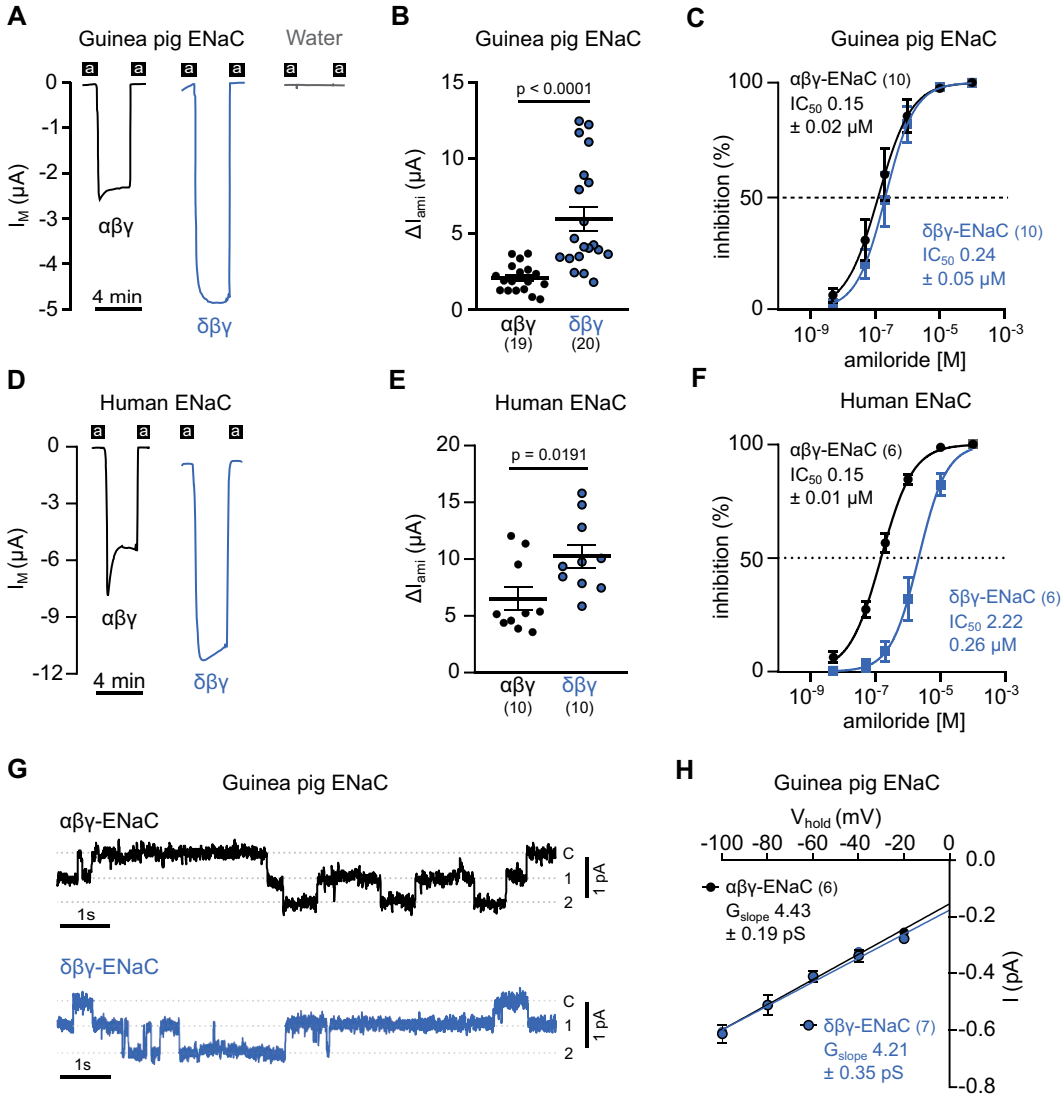 A
Guinea pig ENaC
Water
a
a
a
a
a
a
0
-1
-2
-3
-4
-5
I_M (µA)
αβγ
δβγ
4 min
B
Guinea pig ENaC
p < 0.0001
15
10
5
0
ΔI_ami (µA)
αβγ
(19)
δβγ
(20)
C
Guinea pig ENaC
100
50
0
inhibition (%)
αβγ-ENaC (10)
IC50 0.15
± 0.02 µM
δβγ-ENaC (10)
IC50 0.24
± 0.05 µM
10-9
10-7
10-5
10-3
amiloride [M]
D
Human ENaC
a
a
a
a
0
-3
-6
-9
-12
I_M (µA)
αβγ
δβγ
4 min
E
Human ENaC
p = 0.0191
20
15
10
5
0
ΔI_ami (µA)
αβγ
(10)
δβγ
(10)
F
Human ENaC
100
50
0
inhibition (%)
αβγ-ENaC (6)
IC50 0.15
± 0.01 µM
δβγ-ENaC (6)
IC50 2.22
0.26 µM
10-9
10-7
10-5
10-3
amiloride [M]
G
Guinea pig ENaC
αβγ-ENaC
C
1
2
1 pA
1s
δβγ-ENaC
C
1
2
1 pA
1s
H
Guinea pig ENaC
V_hold (mV)
-100
-80
-60
-40
-20
0
0.0
-0.2
-0.4
-0.6
-0.8
I (pA)
αβγ-ENaC (6)
G_slope 4.43
± 0.19 pS
δβγ-ENaC (7)
G_slope 4.21
± 0.35 pS